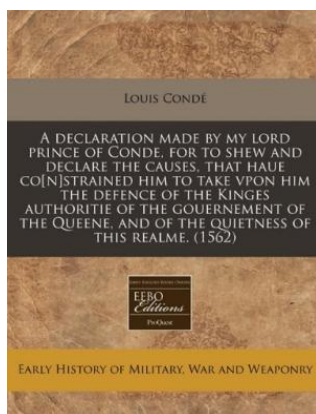 Louis Condé
A declaration made by my lord
prince of Conde, for to shew and
declare the causes, that haue
co[n]strained him to take vpon him
the defence of the Kinges
authoritie of the gouernement of
the Queene, and of the quietness of
this realme. (1562)
EEBO
Editions
ProQuest
Early History of Military, War and Weaponry